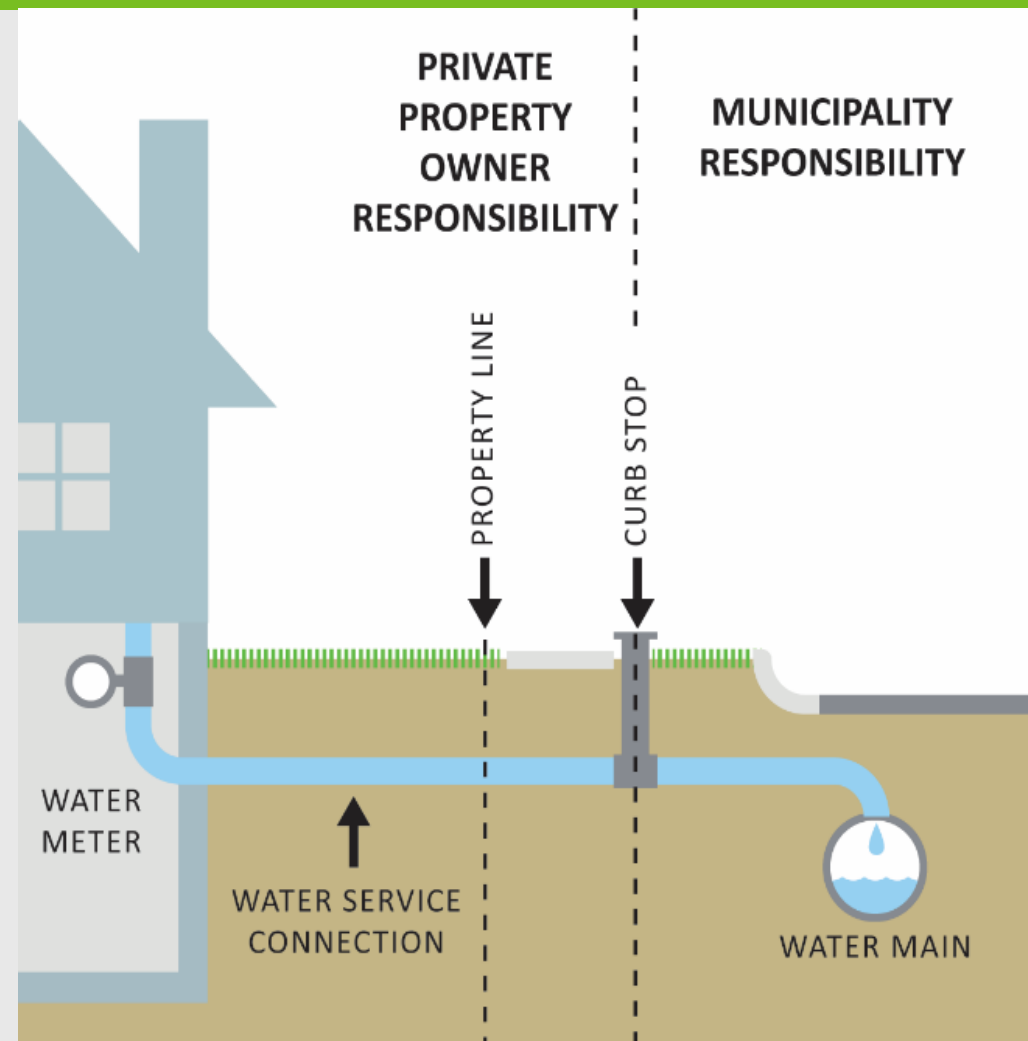 PRIVATE
PROPERTY
OWNER
RESPONSIBILITY
MUNICIPALITY
RESPONSIBILITY
PROPERTY LINE
CURB STOP
WATER
METER
WATER SERVICE
CONNECTION
WATER MAIN